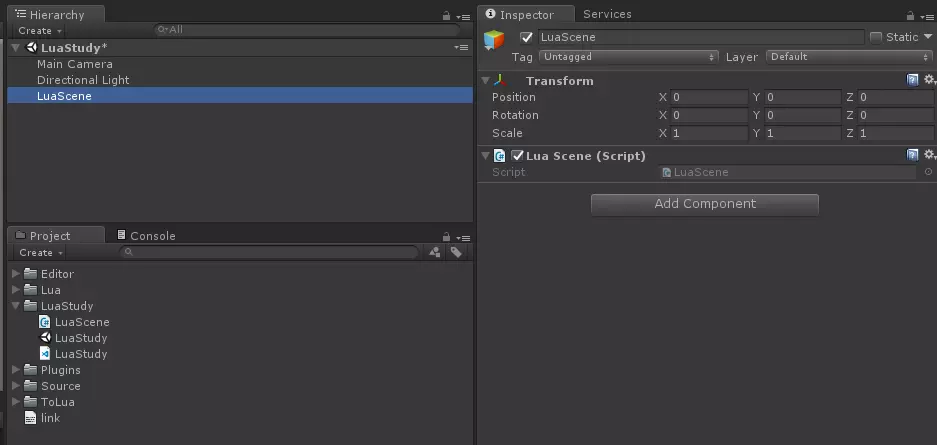 Hierarchy
Create All
LuaStudy*
Main Camera
Directional Light
LuaScene
Project Console
Create
Editor
Lua
LuaStudy
LuaScene
LuaStudy
LuaStudy
Plugins
Source
ToLua
link
Inspector Services
LuaScene Static
Tag Untagged Layer Default
Transform
Position X 0 Y 0 Z 0
Rotation X 0 Y 0 Z 0
Scale X 1 Y 1 Z 1
Lua Scene (Script)
Script LuaScene
Add Component